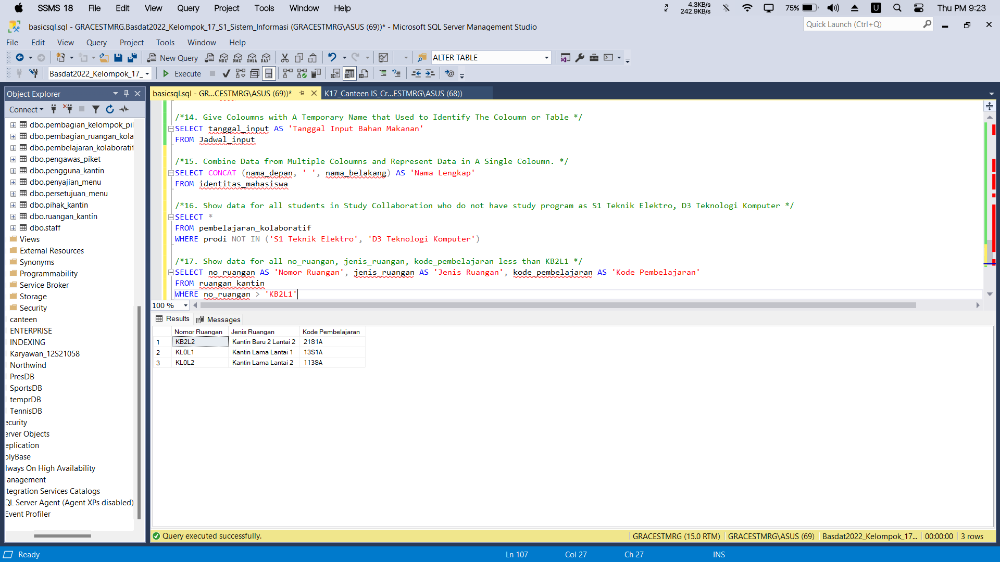 SSMS 18 File Edit View Query Project Tools Window Help 4.3KB/s 242.9KB/s 75% U Thu PM 9:23
basicsql.sql - GRACESTMRG.Basdat2022_Kelompok_17_S1_Sistem_Informasi (GRACESTMRG\ASUS (69))* - Microsoft SQL Server Management Studio
Quick Launch (Ctrl+Q)
File Edit View Query Project Tools Window Help
New Query MDX DMX XMLA DAX ALTER TABLE
Basdat2022_Kelompok_17_ Execute
Object Explorer
Connect
dbo.pembagian_kelompok_pil
dbo.pembagian_ruangan_kola
dbo.pembelajaran_kolaboratif
dbo.pengawas_piket
dbo.pengguna_kantin
dbo.penyajian_menu
dbo.persetujuan_menu
dbo.pihak_kantin
dbo.ruangan_kantin
dbo.staff
Views
External Resources
Synonyms
Programmability
Service Broker
Storage
Security
canteen
ENTERPRISE
INDEXING
Karyawan_12S21058
Northwind
PresDB
SportsDB
temprDB
TennisDB
ecurity
erver Objects
eplication
olyBase
lways On High Availability
lanagement
tegration Services Catalogs
QL Server Agent (Agent XPs disabled)
Event Profiler
basicsql.sql - GR...CESTMRG\ASUS (69))* K17_Canteen IS_Cr...ESTMRG\ASUS (68))
/*14. Give Coloumns with A Temporary Name that Used to Identify The Coloumn or Table */
SELECT tanggal_input AS 'Tanggal Input Bahan Makanan'
FROM Jadwal_input
/*15. Combine Data from Multiple Coloumns and Represent Data in A Single Coloumn. */
SELECT CONCAT (nama_depan, ' ', nama_belakang) AS 'Nama Lengkap'
FROM identitas_mahasiswa
/*16. Show data for all students in Study Collaboration who do not have study program as S1 Teknik Elektro, D3 Teknologi Komputer */
SELECT *
FROM pembelajaran_kolaboratif
WHERE prodi NOT IN ('S1 Teknik Elektro', 'D3 Teknologi Komputer')
/*17. Show data for all no_ruangan, jenis_ruangan, kode_pembelajaran less than KB2L1 */
SELECT no_ruangan AS 'Nomor Ruangan', jenis_ruangan AS 'Jenis Ruangan', kode_pembelajaran AS 'Kode Pembelajaran'
FROM ruangan_kantin
WHERE no_ruangan > 'KB2L1'
100 %
Results Messages
Nomor Ruangan Jenis Ruangan Kode Pembelajaran
1 KB2L2 Kantin Baru 2 Lantai 2 21S1A
2 KL0L1 Kantin Lama Lantai 1 13S1A
3 KL0L2 Kantin Lama Lantai 2 113SA
Query executed successfully. GRACESTMRG (15.0 RTM) GRACESTMRG\ASUS (69) Basdat2022_Kelompok_17... 00:00:00 3 rows
Ready Ln 107 Col 27 Ch 27 INS